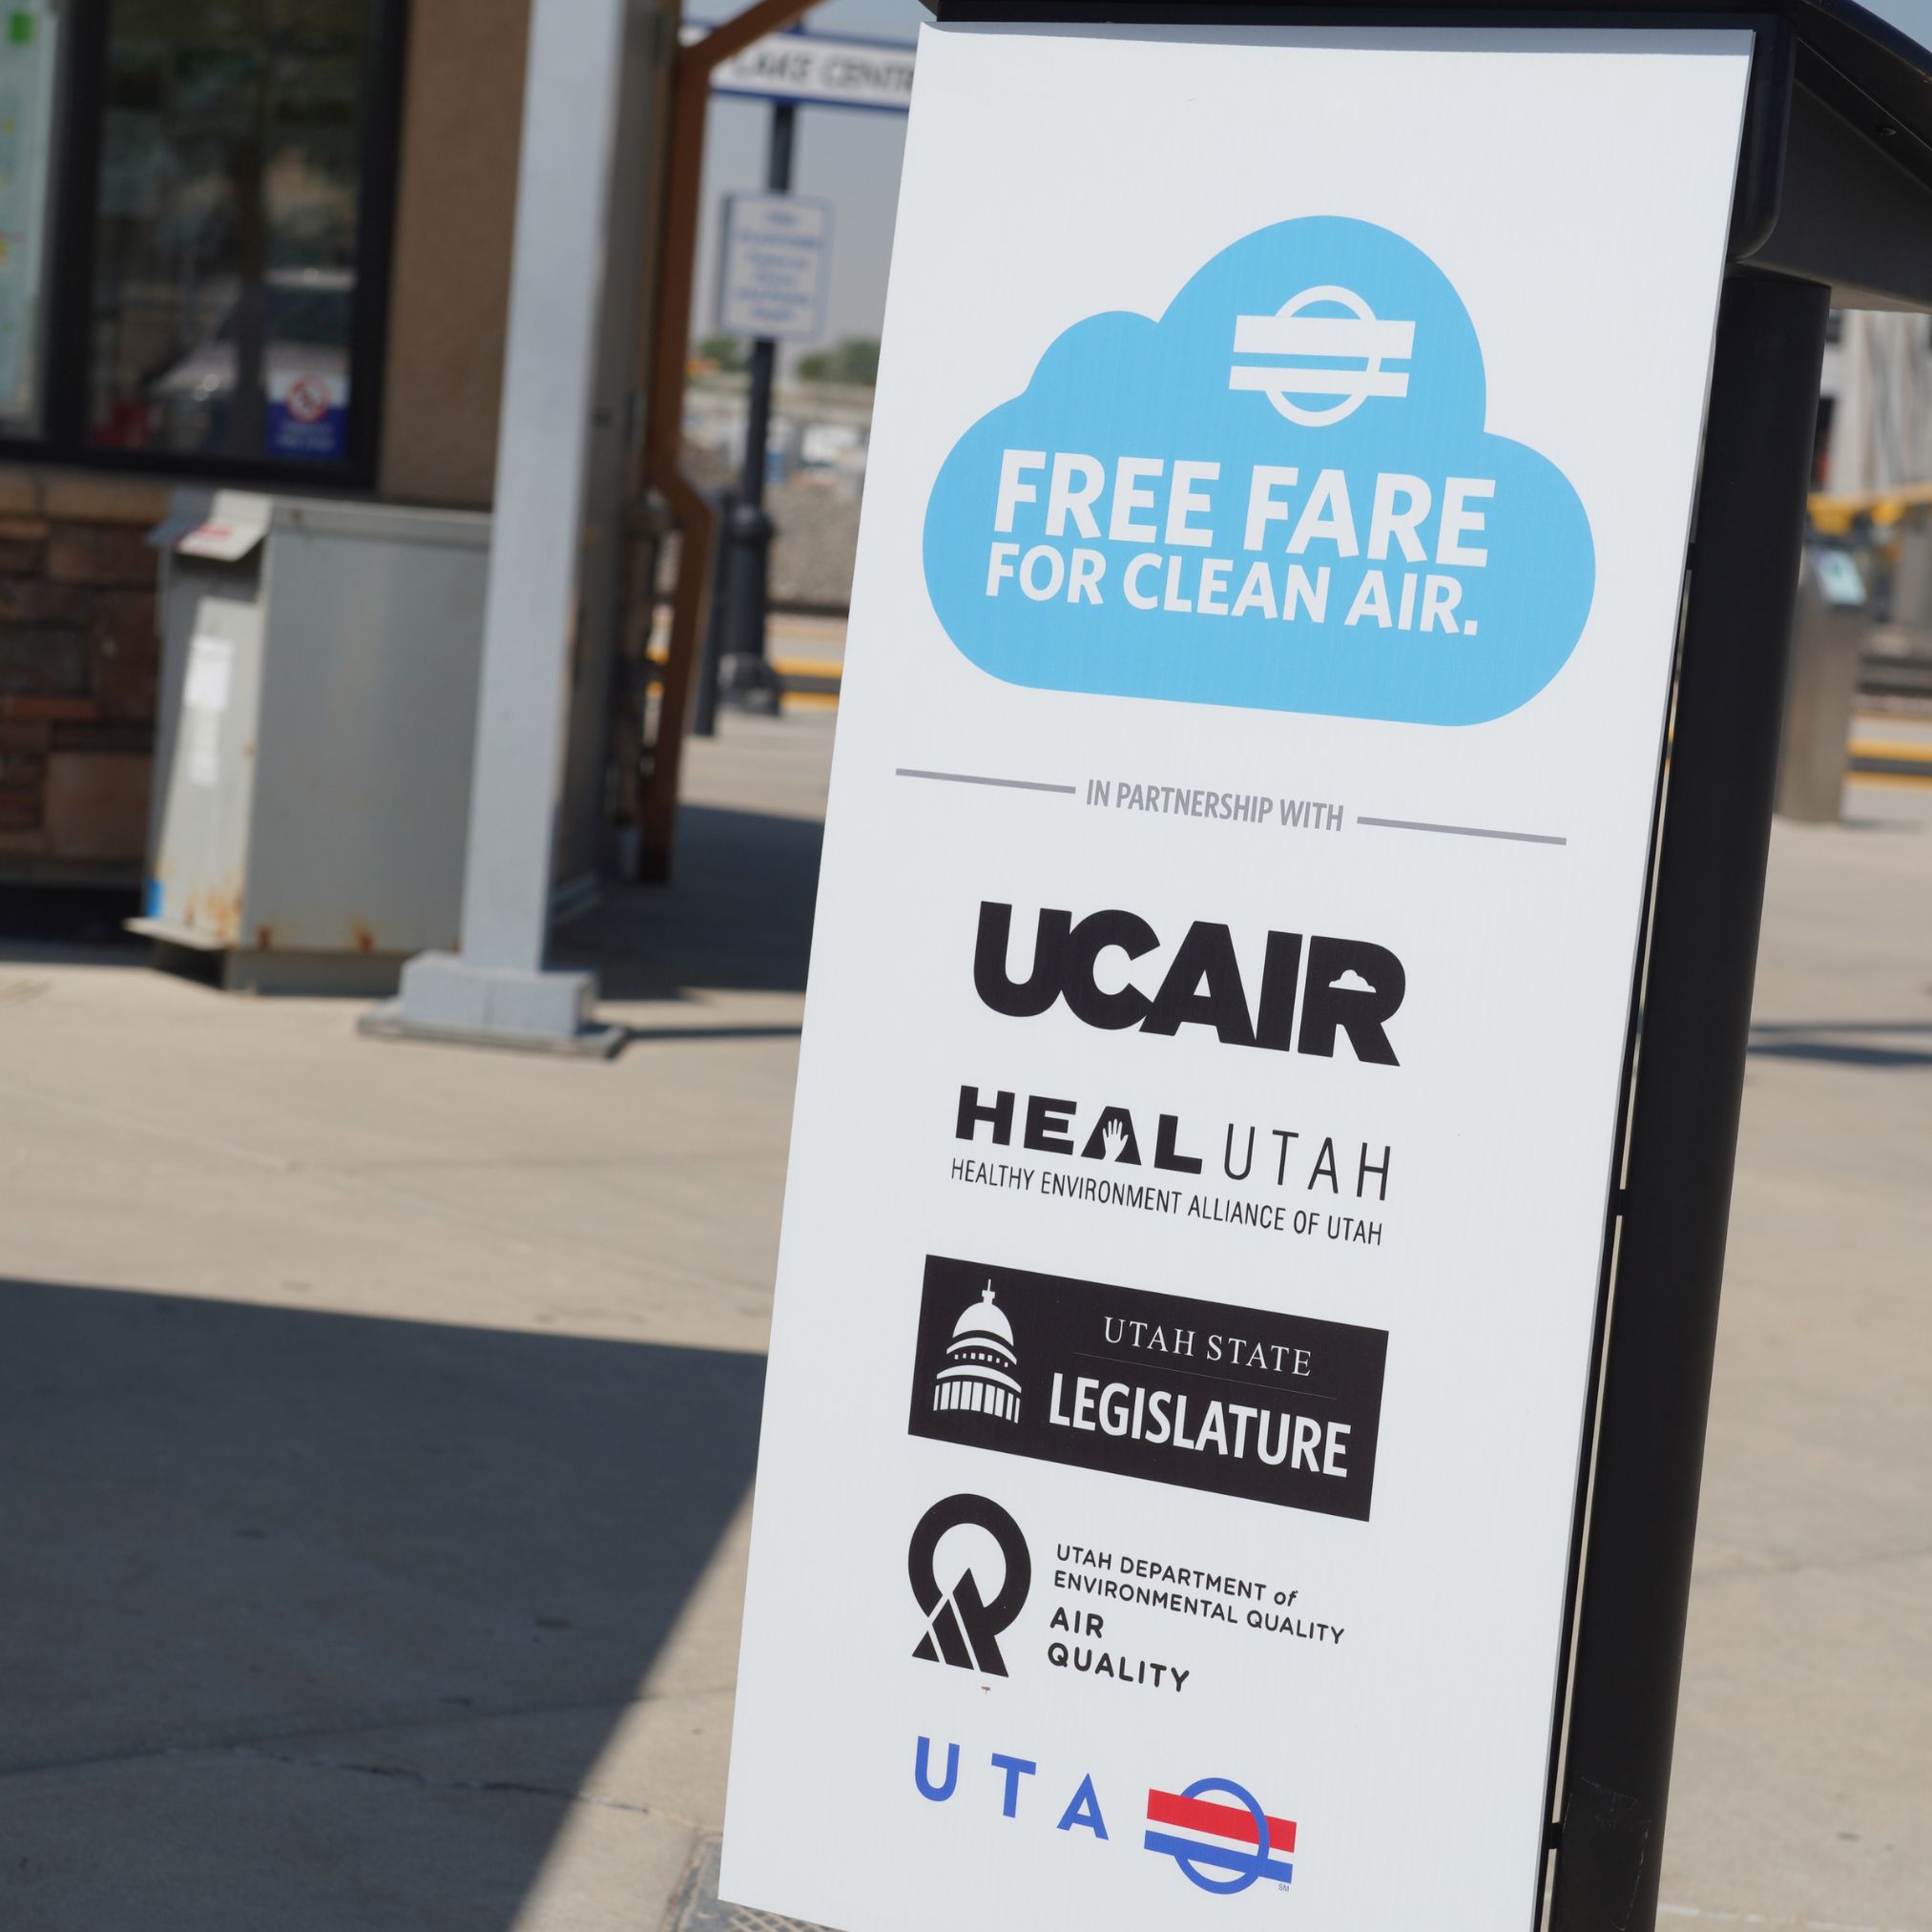 FREE FARE
FOR CLEAN AIR.
IN PARTNERSHIP WITH
UCAIR
HEAL UTAH
HEALTHY ENVIRONMENT ALLIANCE OF UTAH
UTAH STATE
LEGISLATURE
UTAH DEPARTMENT of
ENVIRONMENTAL QUALITY
AIR
QUALITY
UTA
SM